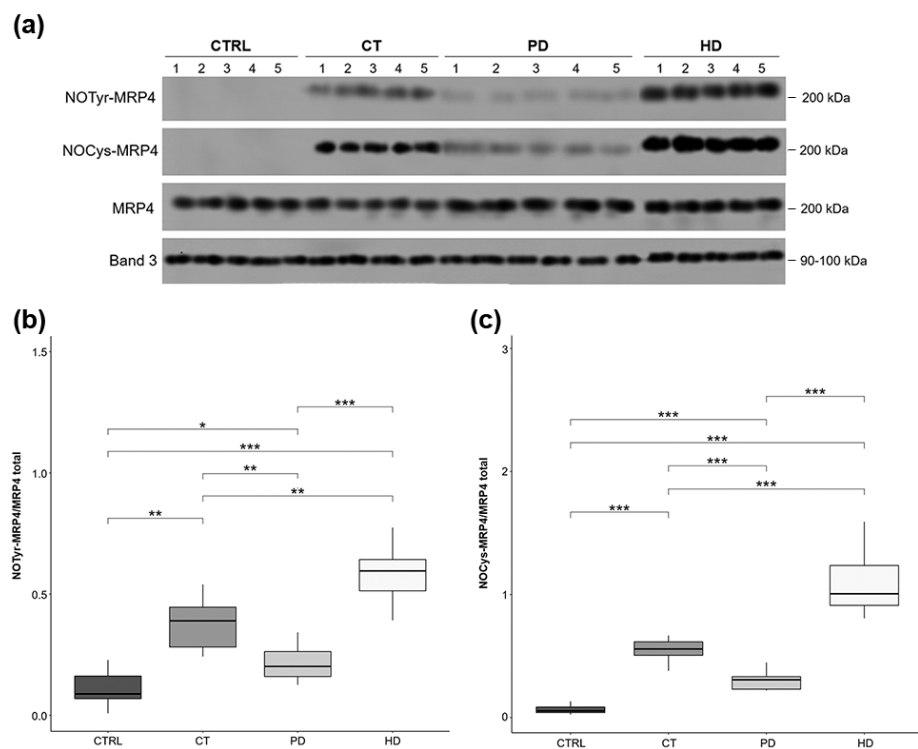 (a)
CTRL CT PD HD
1 2 3 4 5 1 2 3 4 5 1 2 3 4 5 1 2 3 4 5
NOTyr-MRP4 – 200 kDa
NOCys-MRP4 – 200 kDa
MRP4 – 200 kDa
Band 3 – 90-100 kDa
(b)
NOTyr-MRP4/MRP4 total
1.5
1.0
0.5
0.0
***
*
***
**
**
**
CTRL CT PD HD
(c)
NOCys-MRP4/MRP4 total
3
2
1
0
***
***
***
***
***
***
CTRL CT PD HD